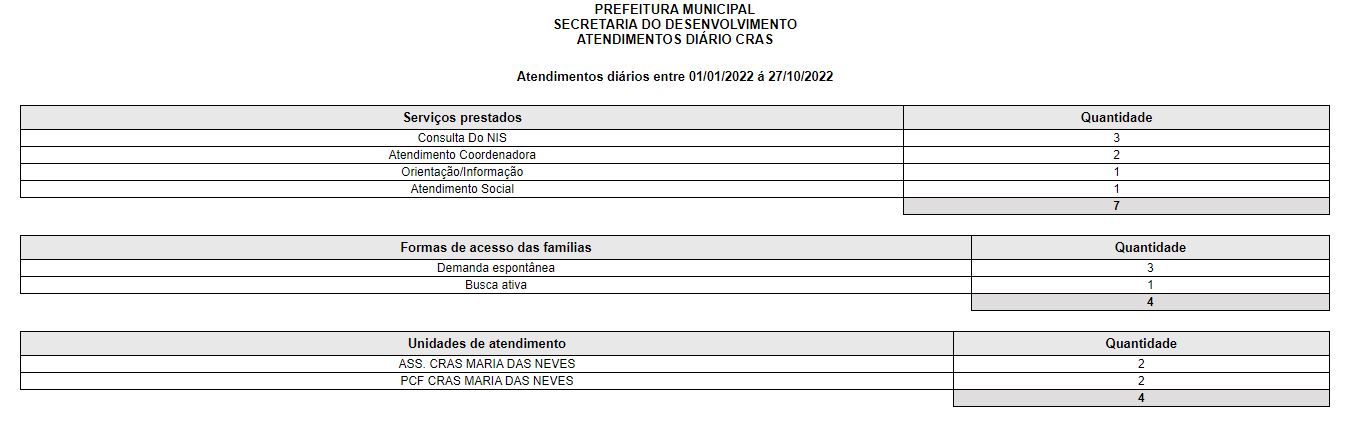 PREFEITURA MUNICIPAL
SECRETARIA DO DESENVOLVIMENTO
ATENDIMENTOS DIÁRIO CRAS
Atendimentos diários entre 01/01/2022 á 27/10/2022
Serviços prestados Quantidade
Consulta Do NIS 3
Atendimento Coordenadora 2
Orientação/Informação 1
Atendimento Social 1
7
Formas de acesso das famílias Quantidade
Demanda espontânea 3
Busca ativa 1
4
Unidades de atendimento Quantidade
ASS. CRAS MARIA DAS NEVES 2
PCF CRAS MARIA DAS NEVES 2
4